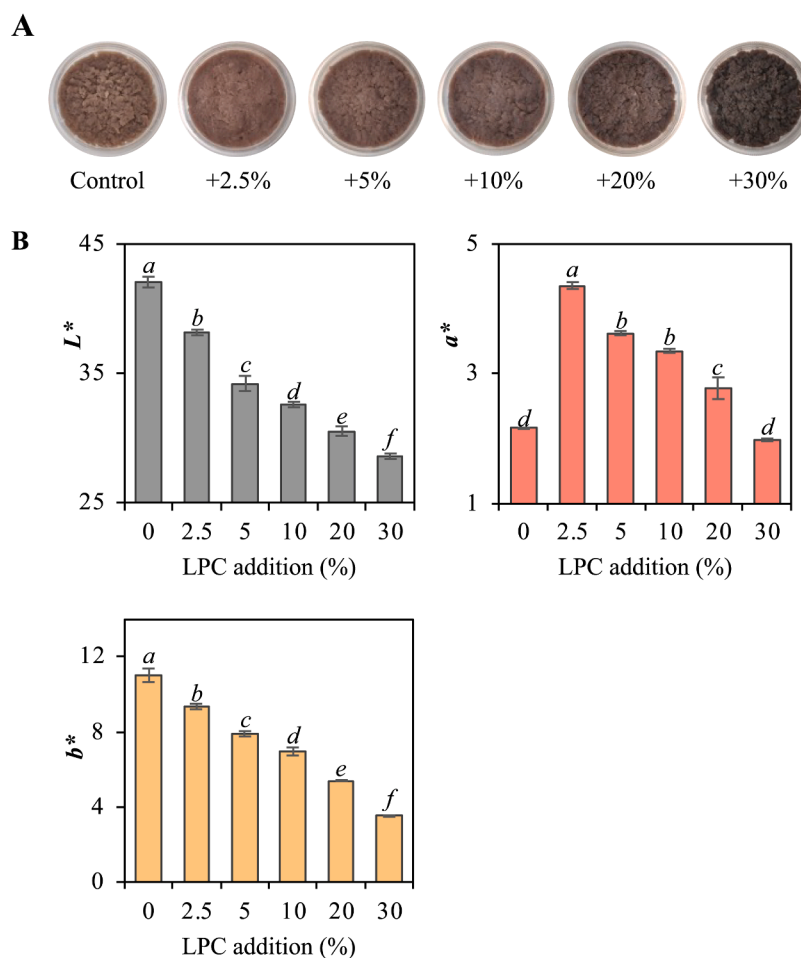 A
Control +2.5% +5% +10% +20% +30%
B
45
35
25
L*
a
b
c
d
e
f
0 2.5 5 10 20 30
LPC addition (%)
5
3
1
a*
d
a
b
b
c
d
0 2.5 5 10 20 30
LPC addition (%)
12
8
4
0
b*
a
b
c
d
e
f
0 2.5 5 10 20 30
LPC addition (%)